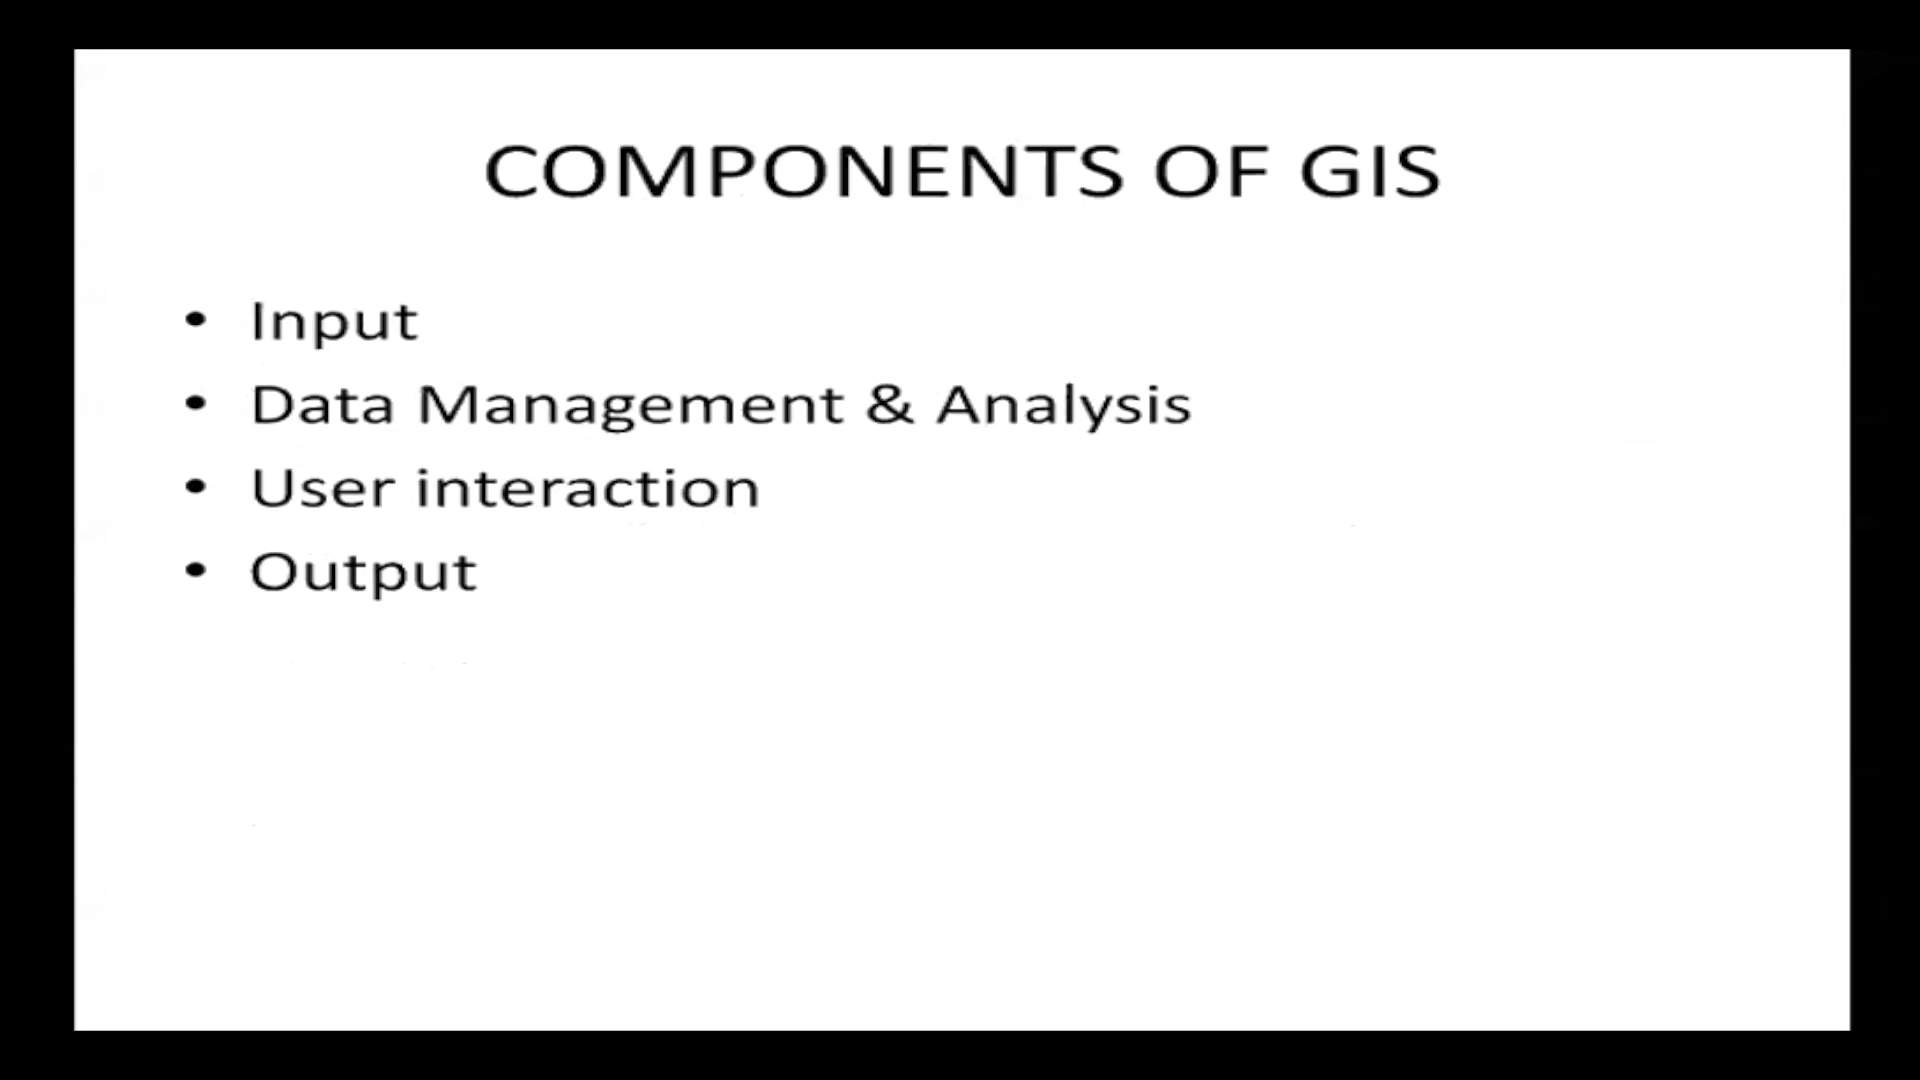 COMPONENTS OF GIS
• Input
• Data Management & Analysis
• User interaction
• Output